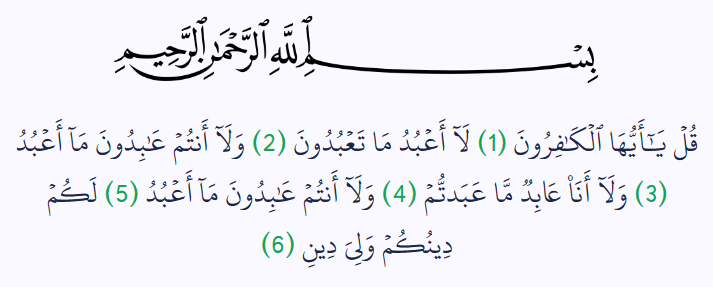 بِسْمِ ٱللَّهِ ٱلرَّحْمَٰنِ ٱلرَّحِيمِ
قُلْ يَـٰٓأَيُّهَا ٱلْكَـٰفِرُونَ (1) لَآ أَعْبُدُ مَا تَعْبُدُونَ (2) وَلَآ أَنتُمْ عَـٰبِدُونَ مَآ أَعْبُدُ
(3) وَلَآ أَنَا۠ عَابِدٌ مَّا عَبَدتُّمْ (4) وَلَآ أَنتُمْ عَـٰبِدُونَ مَآ أَعْبُدُ (5) لَكُمْ
دِينُكُمْ وَلِىَ دِينِ (6)